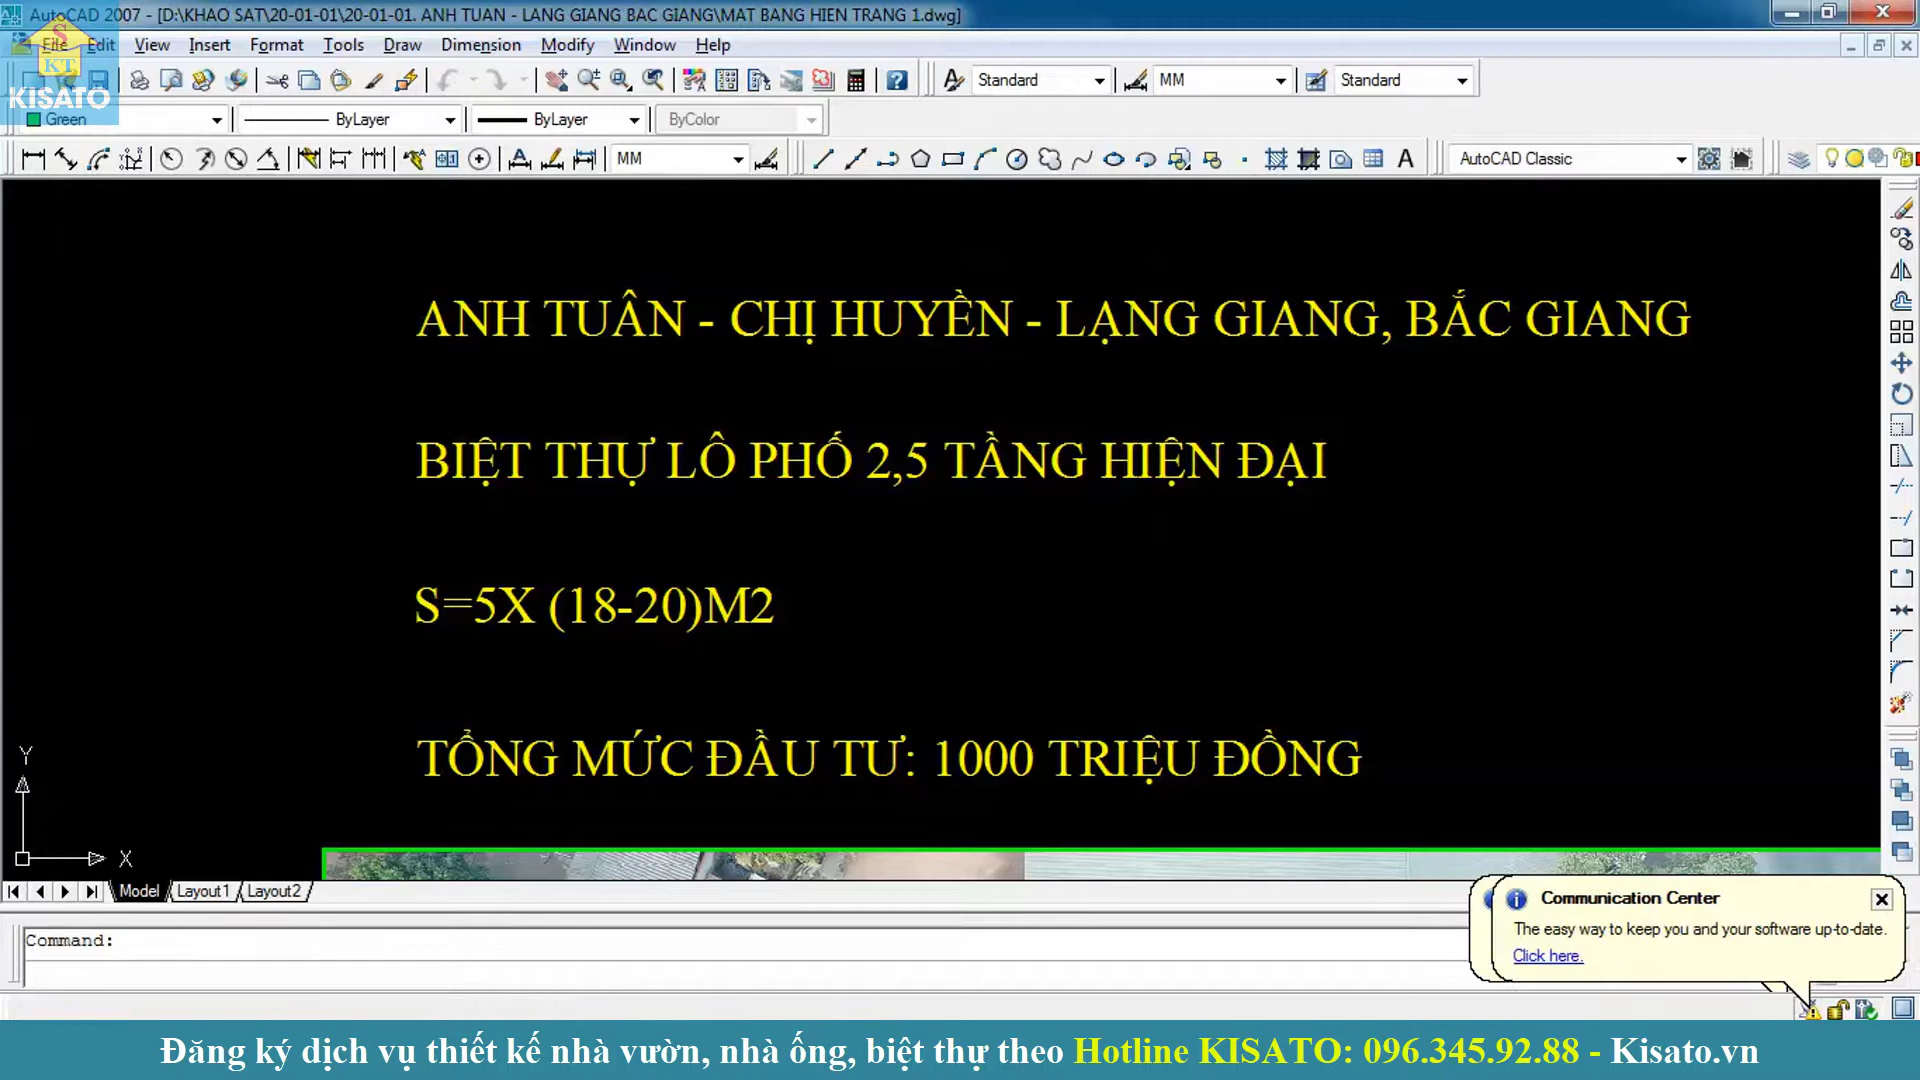 AutoCAD 2007 - [D:\KHAO SAT\20-01-01\20-01-01. ANH TUAN - LANG GIANG BAC GIANG\MAT BANG HIEN TRANG 1.dwg]
File Edit View Insert Format Tools Draw Dimension Modify Window Help
S
KT
KISATO
Standard MM Standard
Green ByLayer ByLayer ByColor
MM AutoCAD Classic
ANH TUÂN - CHỊ HUYỀN - LẠNG GIANG, BẮC GIANG
BIỆT THỰ LÔ PHỐ 2,5 TẦNG HIỆN ĐẠI
S=5X (18-20)M2
TỔNG MỨC ĐẦU TƯ: 1000 TRIỆU ĐỒNG
Y
X
Model Layout1 Layout2
Communication Center
The easy way to keep you and your software up-to-date.
Click here.
Command:
Đăng ký dịch vụ thiết kế nhà vườn, nhà ống, biệt thự theo Hotline KISATO: 096.345.92.88 - Kisato.vn